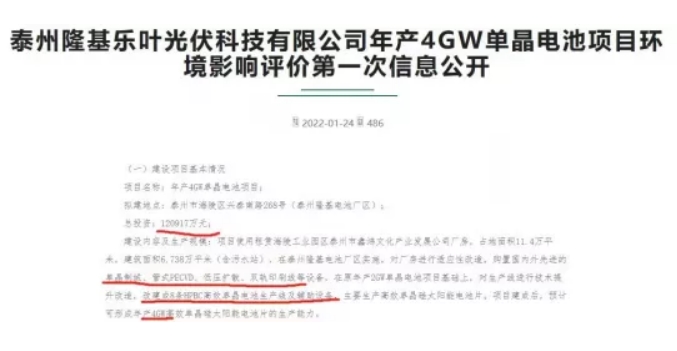 泰州隆基乐叶光伏科技有限公司年产4GW单晶电池项目环
境影响评价第一次信息公开
2022-01-24 486
（一）建设项目基本情况
项目名称：年产4GW单晶电池项目；
拟建地点：泰州市海陵区兴泰南路268号（泰州隆基电池厂区）；
总投资：120917万元；
建设内容及生产规模：项目使用租赁海陵工业园区泰州市鑫鸿文化产业发展公司厂房，占地面积11.4万平
米，建筑面积6.738万平米（含污水站），在泰州隆基电池厂区实施，对厂房进行适应性改造，购置国内外先进的
单晶制绒、管式PECVD、低压扩散、双轨印刷线等设备，在原年产2GW单晶电池项目基础上，对生产线进行技术提
升改造，改建成8条HPBC高效单晶电池生产线及辅助设备，主要生产高效单晶硅太阳能电池片。项目建成后，预计
可形成年产4GW高效单晶硅太阳能电池片的生产能力。